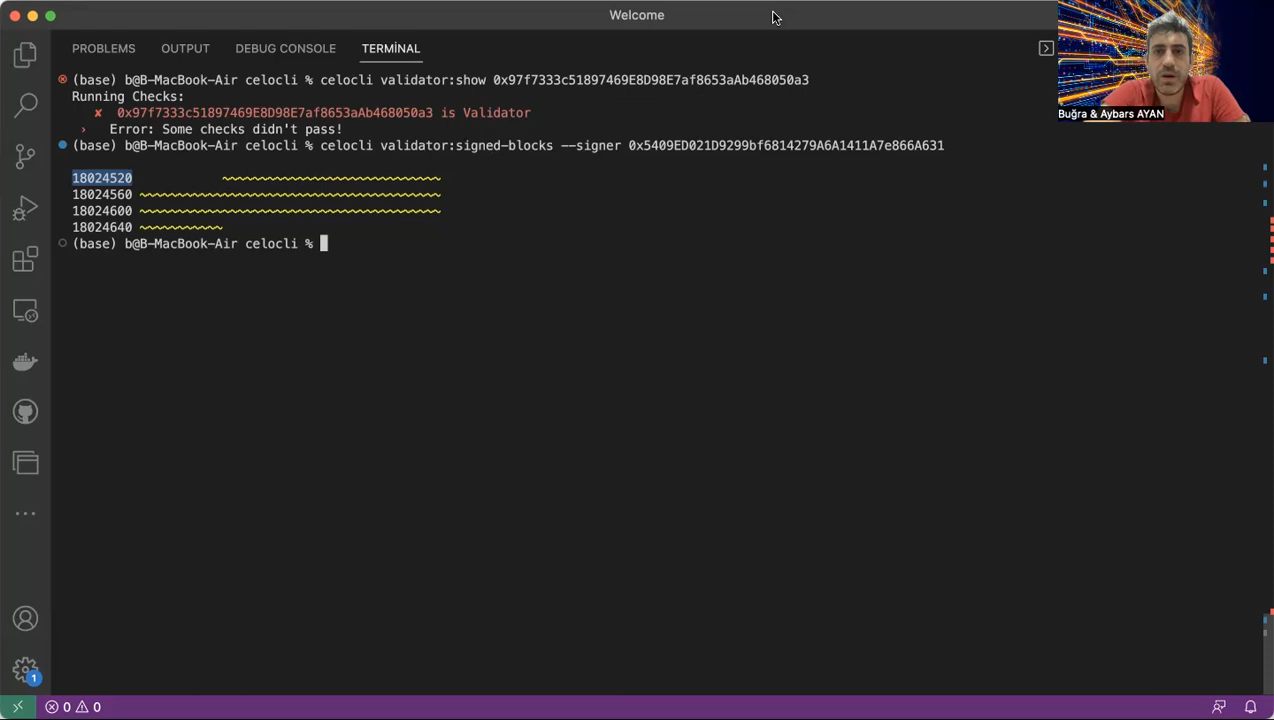 Welcome
PROBLEMS OUTPUT DEBUG CONSOLE TERMİNAL
(base) b@B-MacBook-Air celocli % celocli validator:show 0x97f7333c51897469E8D98E7af8653aAb468050a3
Running Checks:
✘ 0x97f7333c51897469E8D98E7af8653aAb468050a3 is Validator
› Error: Some checks didn't pass!
(base) b@B-MacBook-Air celocli % celocli validator:signed-blocks --signer 0x5409ED021D9299bf6814279A6A1411A7e866A631
18024520 ~~~~~~~~~~~~~~~~~~~~~~~~~~~~~
18024560 ~~~~~~~~~~~~~~~~~~~~~~~~~~~~~~~~~~~~~~~~
18024600 ~~~~~~~~~~~~~~~~~~~~~~~~~~~~~~~~~~~~~~~~
18024640 ~~~~~~~~~~~
(base) b@B-MacBook-Air celocli %
Buğra & Aybars AYAN
1
0 0